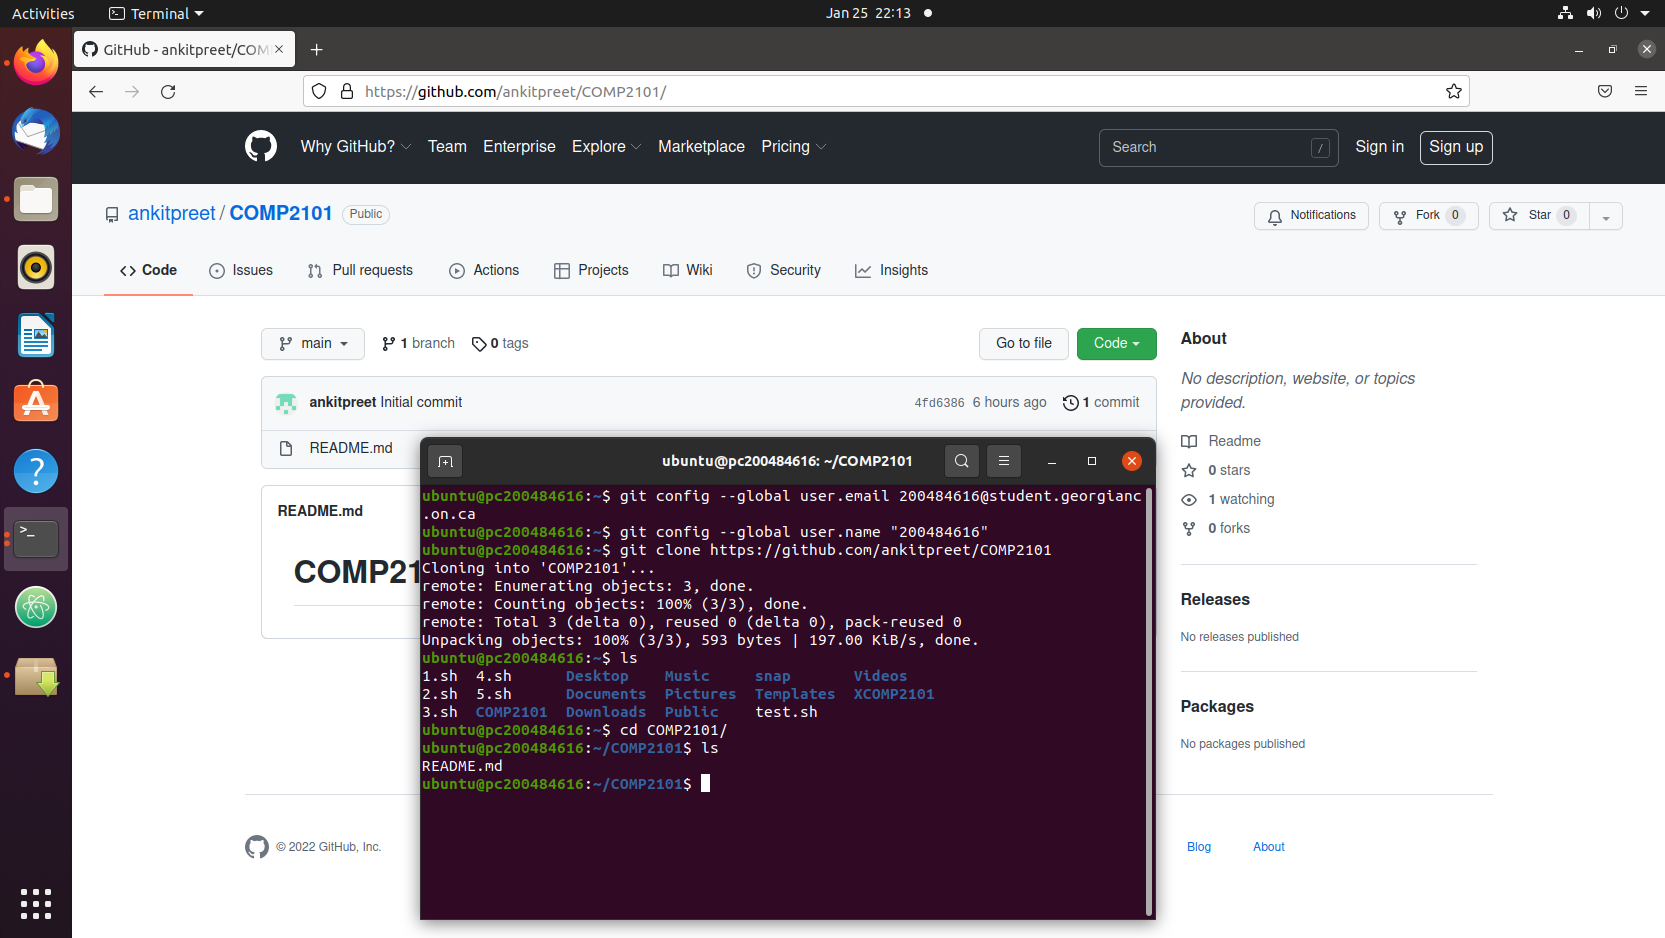 Activities Terminal Jan 25 22:13
GitHub - ankitpreet/COM
https://github.com/ankitpreet/COMP2101/
Why GitHub? Team Enterprise Explore Marketplace Pricing Search / Sign in Sign up
ankitpreet / COMP2101 Public Notifications Fork 0 Star 0
Code Issues Pull requests Actions Projects Wiki Security Insights
main 1 branch 0 tags Go to file Code
ankitpreet Initial commit 4fd6386 6 hours ago 1 commit
README.md
README.md
COMP21
About
No description, website, or topics
provided.
Readme
0 stars
1 watching
0 forks
Releases
No releases published
Packages
No packages published
ubuntu@pc200484616: ~/COMP2101
ubuntu@pc200484616:~$ git config --global user.email 200484616@student.georgianc
.on.ca
ubuntu@pc200484616:~$ git config --global user.name "200484616"
ubuntu@pc200484616:~$ git clone https://github.com/ankitpreet/COMP2101
Cloning into 'COMP2101'...
remote: Enumerating objects: 3, done.
remote: Counting objects: 100% (3/3), done.
remote: Total 3 (delta 0), reused 0 (delta 0), pack-reused 0
Unpacking objects: 100% (3/3), 593 bytes | 197.00 KiB/s, done.
ubuntu@pc200484616:~$ ls
1.sh 4.sh Desktop Music snap Videos
2.sh 5.sh Documents Pictures Templates XCOMP2101
3.sh COMP2101 Downloads Public test.sh
ubuntu@pc200484616:~$ cd COMP2101/
ubuntu@pc200484616:~/COMP2101$ ls
README.md
ubuntu@pc200484616:~/COMP2101$
© 2022 GitHub, Inc. Blog About